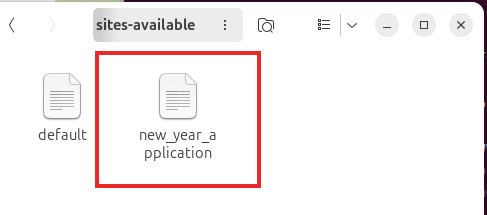 sites-available
default
new_year_a
pplication